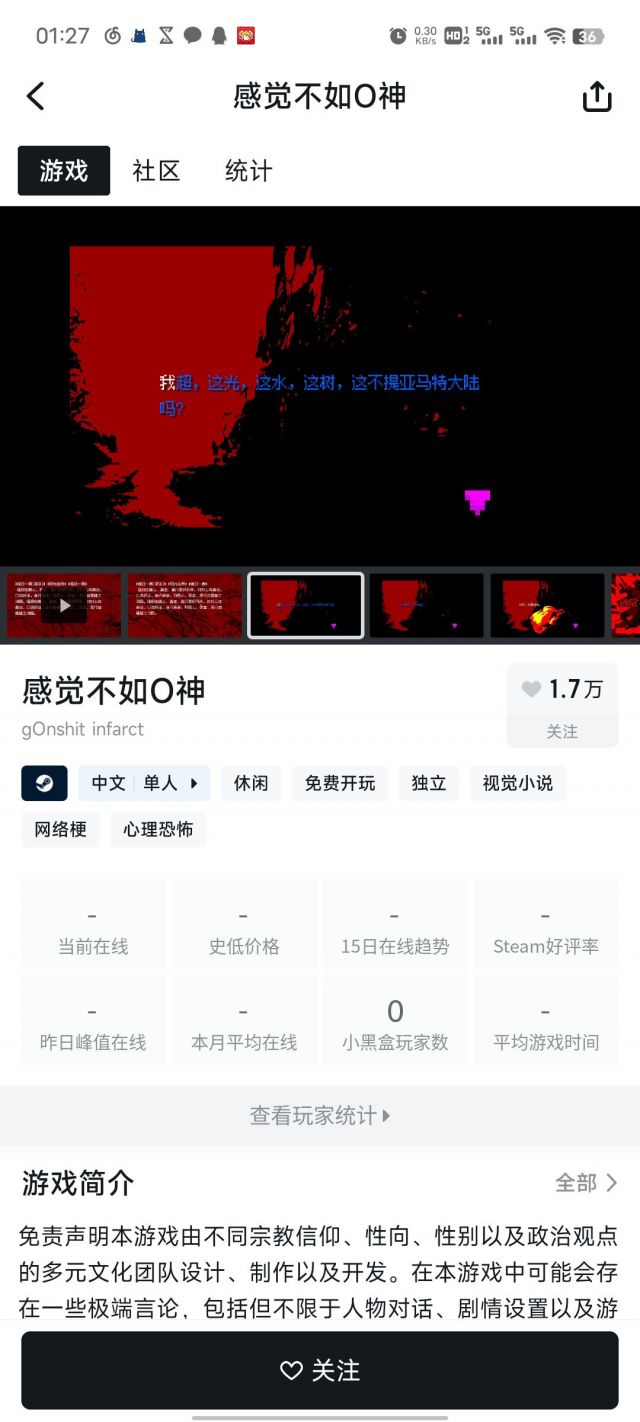 01:27
0.30 KB/s HD 1 2 5G 5G 36
感觉不如O神
游戏 社区 统计
我超，这光，这水，这树，这不提亚马特大陆
吗？
感觉不如O神
1.7万
gOnshit infarct
关注
中文 单人 休闲 免费开玩 独立 视觉小说
网络梗 心理恐怖
- - - -
当前在线 史低价格 15日在线趋势 Steam好评率
- - 0 -
昨日峰值在线 本月平均在线 小黑盒玩家数 平均游戏时间
查看玩家统计
游戏简介 全部
免责声明本游戏由不同宗教信仰、性向、性别以及政治观点
的多元文化团队设计、制作以及开发。在本游戏中可能会存
在一些极端言论，包括但不限于人物对话、剧情设置以及游
关注